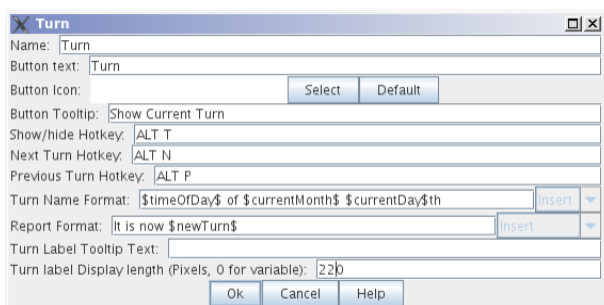 Turn
Name: Turn
Button text: Turn
Button Icon: Select Default
Button Tooltip: Show Current Turn
Show/hide Hotkey: ALT T
Next Turn Hotkey: ALT N
Previous Turn Hotkey: ALT P
Turn Name Format: $timeOfDay$ of $currentMonth$ $currentDay$th Insert
Report Format: It is now $newTurn$ Insert
Turn Label Tooltip Text:
Turn label Display length (Pixels, 0 for variable): 220
Ok Cancel Help